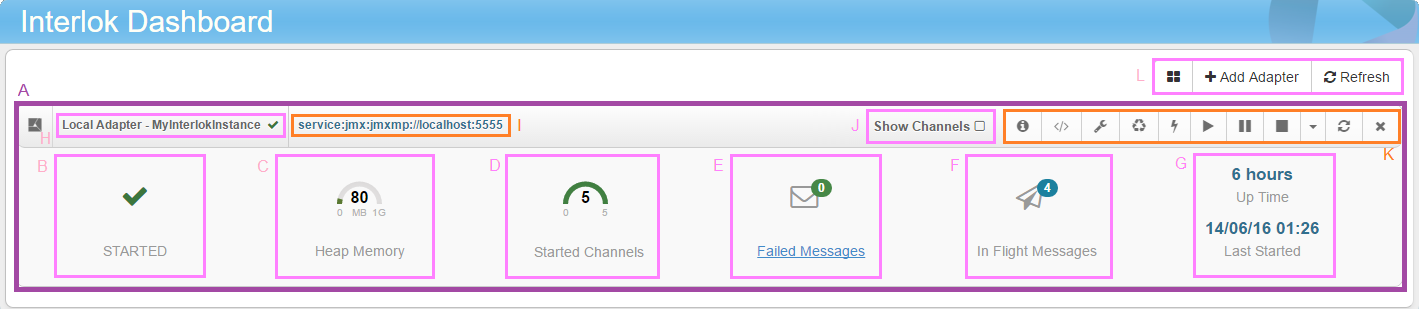 Interlok Dashboard
L
Add Adapter
Refresh
A
H
Local Adapter - MyInterlokInstance
service:jmx:jmxmp://localhost:5555
I
J
Show Channels
K
B
STARTED
C
80
0 MB 1G
Heap Memory
D
5
0 5
Started Channels
E
0
Failed Messages
F
4
In Flight Messages
G
6 hours
Up Time
14/06/16 01:26
Last Started